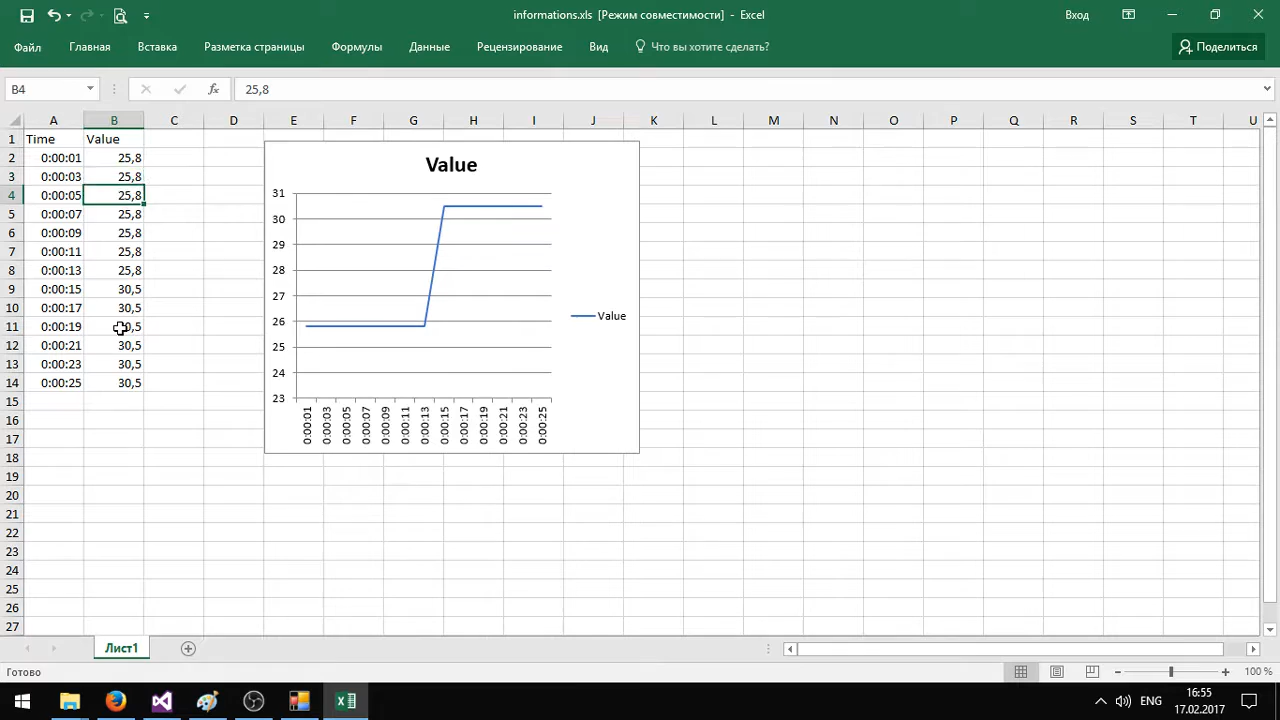 informations.xls [Режим совместимости] - Excel
Вход
Файл
Главная
Вставка
Разметка страницы
Формулы
Данные
Рецензирование
Вид
Что вы хотите сделать?
Поделиться
B4
fx
25,8
A B C D E F G H I J K L M N O P Q R S T U
1 Time Value
2 0:00:01 25,8
3 0:00:03 25,8
4 0:00:05 25,8
5 0:00:07 25,8
6 0:00:09 25,8
7 0:00:11 25,8
8 0:00:13 25,8
9 0:00:15 30,5
10 0:00:17 30,5
11 0:00:19
12 0:00:21 30,5
13 0:00:23 30,5
14 0:00:25 30,5
15
16
17
18
19
20
21
22
23
24
25
26
27
Value
31
30
29
28
27
26
25
24
23
0:00:01 0:00:03 0:00:05 0:00:07 0:00:09 0:00:11 0:00:13 0:00:15 0:00:17 0:00:19 0:00:21 0:00:23 0:00:25
Value
Лист1
Готово
100 %
ENG
16:55
17.02.2017